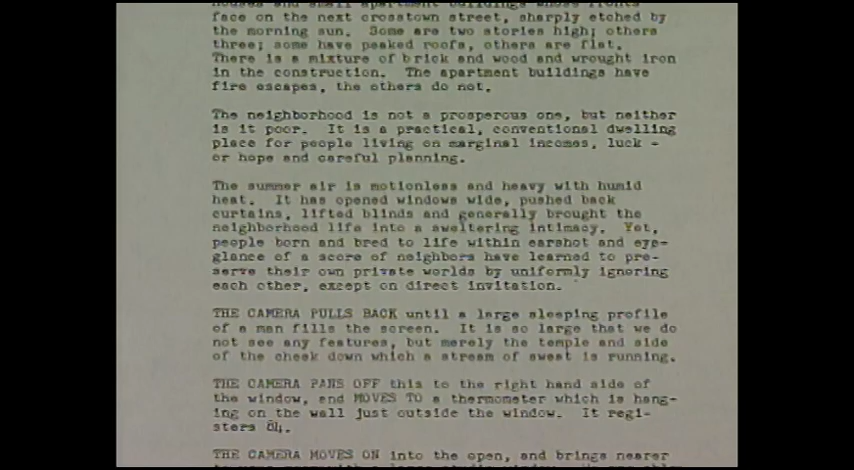 houses and small apartment buildings whose fronts
face on the next crosstown street, sharply etched by
the morning sun. Some are two stories high; others
three; some have peaked roofs, others are flat.
There is a mixture of brick and wood and wrought iron
in the construction. The apartment buildings have
fire escapes, the others do not.
The neighborhood is not a prosperous one, but neither
is it poor. It is a practical, conventional dwelling
place for people living on marginal incomes, luck -
or hope and careful planning.
The summer air is motionless and heavy with humid
heat. It has opened windows wide, pushed back
curtains, lifted blinds and generally brought the
neighborhood life into a sweltering intimacy. Yet,
people born and bred to life within earshot and eye-
glance of a score of neighbors have learned to pre-
serve their own private worlds by uniformly ignoring
each other, except on direct invitation.
THE CAMERA PULLS BACK until a large sleeping profile
of a man fills the screen. It is so large that we do
not see any features, but merely the temple and side
of the cheek down which a stream of sweat is running.
THE CAMERA PANS OFF this to the right hand side of
the window, and MOVES TO a thermometer which is hang-
ing on the wall just outside the window. It regi-
sters 84.
THE CAMERA MOVES ON into the open, and brings nearer